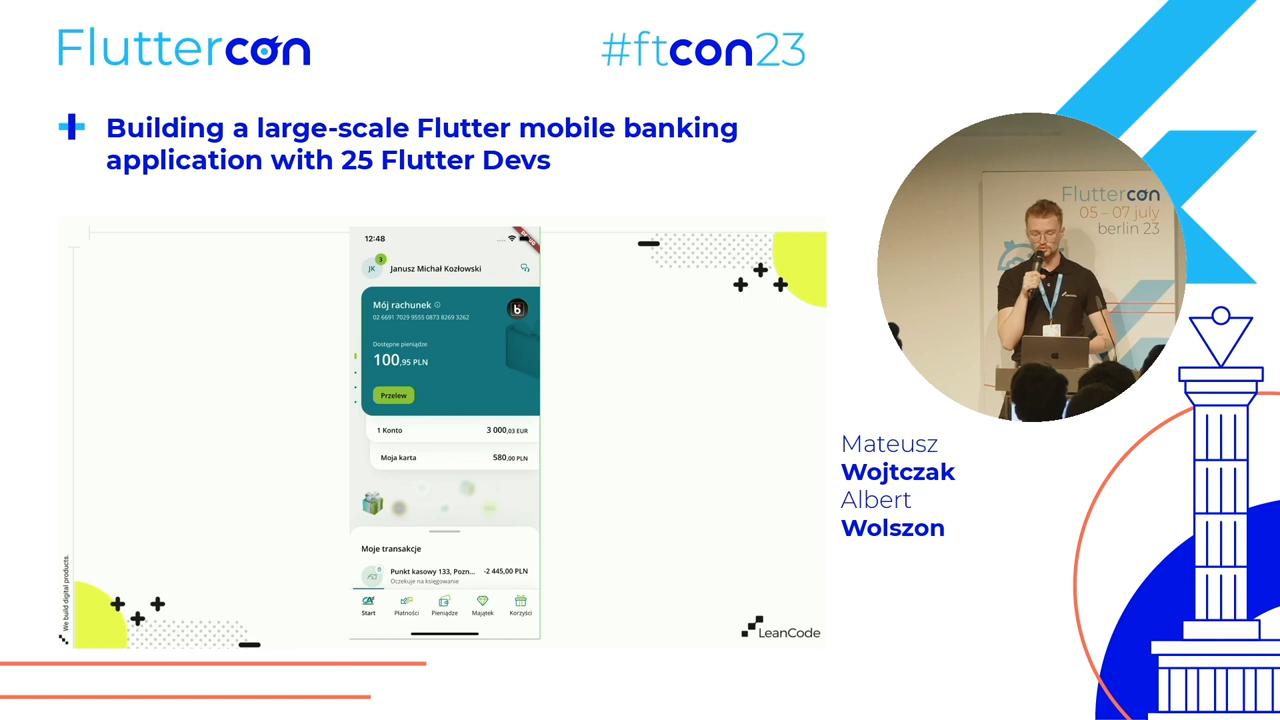 Fluttercon
#ftcon23
Building a large-scale Flutter mobile banking
application with 25 Flutter Devs
12:48
JK
3
Janusz Michał Kozłowski
Mój rachunek
02 6691 7029 9555 0873 8269 3262
b
Dostępne pieniądze
100,95 PLN
Przelew
1 Konto
3 000,03 EUR
Moja karta
580,00 PLN
Moje transakcje
Punkt kasowy 133, Pozn...
-2 445,00 PLN
Oczekuje na księgowanie
Start
Płatności
Pieniądze
Majątek
Korzyści
We build digital products.
LeanCode
Fluttercon
05 – 07 july
berlin 23
Mateusz
Wojtczak
Albert
Wolszon